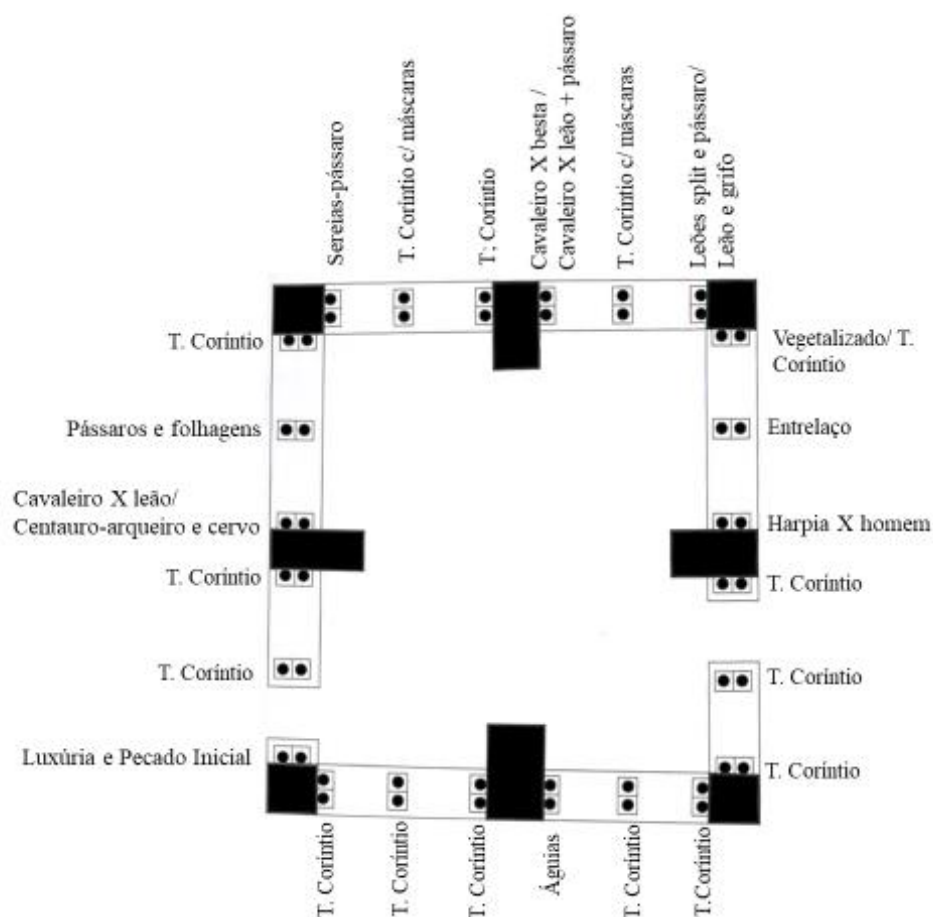 Sereias-pássaro
T. Coríntio c/ máscaras
T; Coríntio
Cavaleiro X besta /
Cavaleiro X leão + pássaro
T. Coríntio c/ máscaras
Leões split e pássaro/
Leão e grifo
T. Coríntio
Pássaros e folhagens
Cavaleiro X leão/
Centauro-arqueiro e cervo
T. Coríntio
T. Coríntio
Luxúria e Pecado Inicial
Vegetalizado/ T.
Coríntio
Entrelaço
Harpia X homem
T. Coríntio
T. Coríntio
T. Coríntio
T. Coríntio
T. Coríntio
T. Coríntio
Águias
T. Coríntio
T.Coríntio